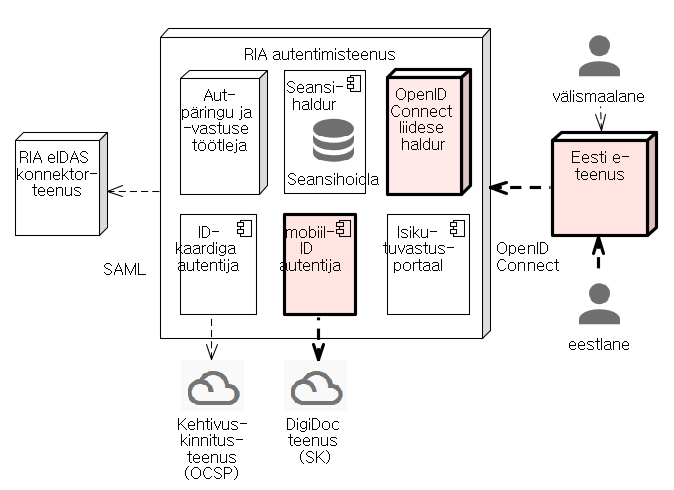 RIA autentimisteenus
Aut-
päringu ja
-vastuse
töötleja
Seansi-
haldur
Seansihoidla
OpenID
Connect
liidese
haldur
välismaalane
RIA eIDAS
konnektor-
teenus
Eesti e-
teenus
ID-
kaardiga
autentija
mobiil-
ID
autentija
Isiku-
tuvastus-
portaal
SAML
OpenID
Connect
eestlane
Kehtivus-
kinnitus-
teenus
(OCSP)
DigiDoc
teenus
(SK)